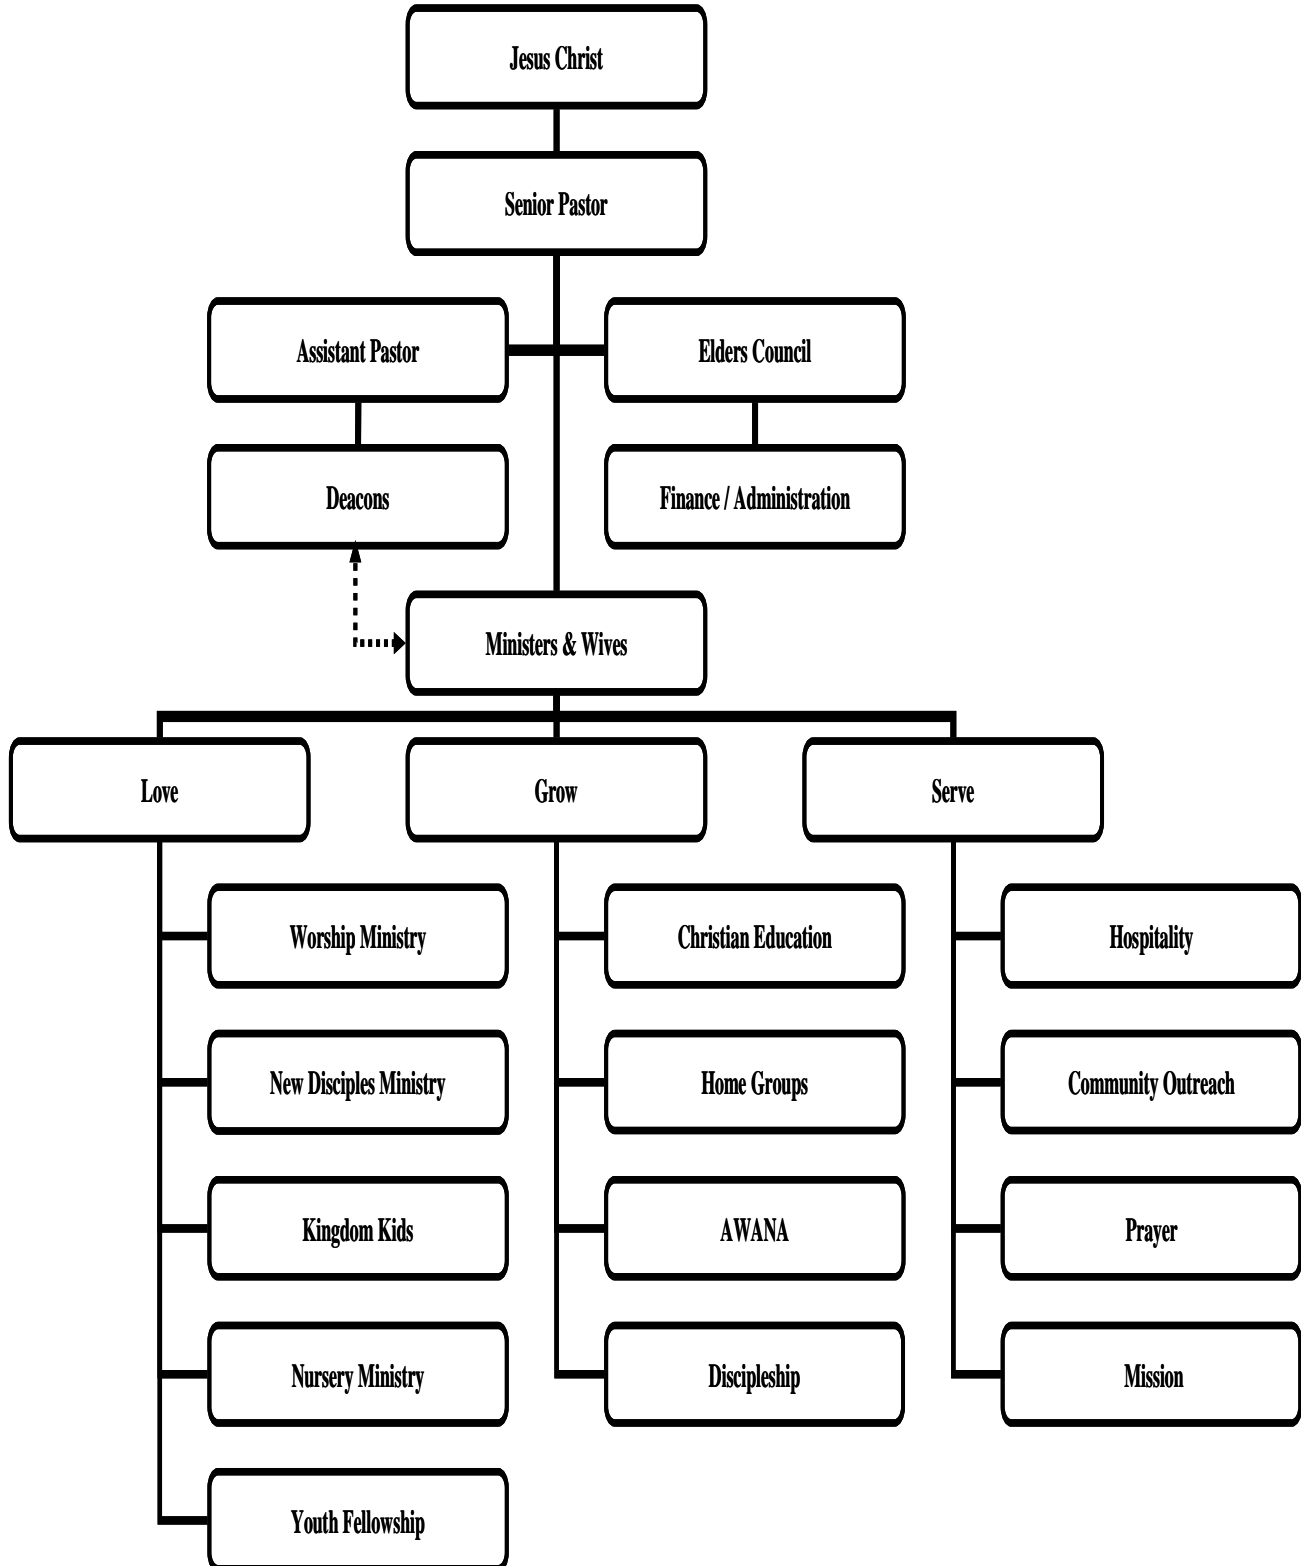 Jesus Christ
Senior Pastor
Assistant Pastor
Elders Council
Deacons
Finance / Administration
Ministers & Wives
Love
Grow
Serve
Worship Ministry
Christian Education
Hospitality
New Disciples Ministry
Home Groups
Community Outreach
Kingdom Kids
AWANA
Prayer
Nursery Ministry
Discipleship
Mission
Youth Fellowship